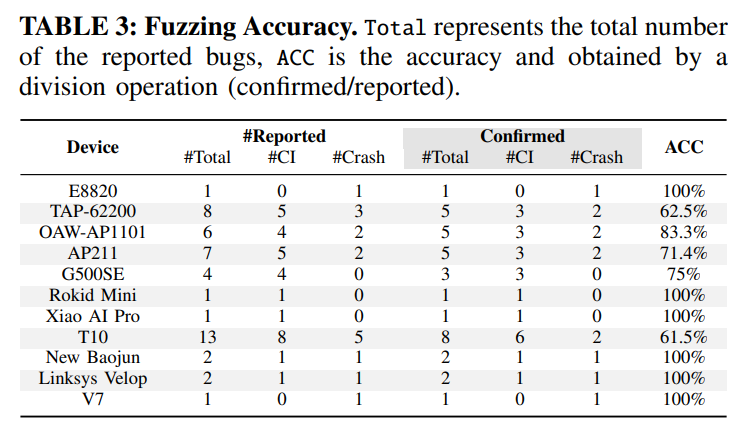 TABLE 3: Fuzzing Accuracy. Total represents the total number
of the reported bugs, ACC is the accuracy and obtained by a
division operation (confirmed/reported).
Device #Reported Confirmed ACC
#Total #CI #Crash #Total #CI #Crash
E8820 1 0 1 1 0 1 100%
TAP-62200 8 5 3 5 3 2 62.5%
OAW-AP1101 6 4 2 5 3 2 83.3%
AP211 7 5 2 5 3 2 71.4%
G500SE 4 4 0 3 3 0 75%
Rokid Mini 1 1 0 1 1 0 100%
Xiao AI Pro 1 1 0 1 1 0 100%
T10 13 8 5 8 6 2 61.5%
New Baojun 2 1 1 2 1 1 100%
Linksys Velop 2 1 1 2 1 1 100%
V7 1 0 1 1 0 1 100%